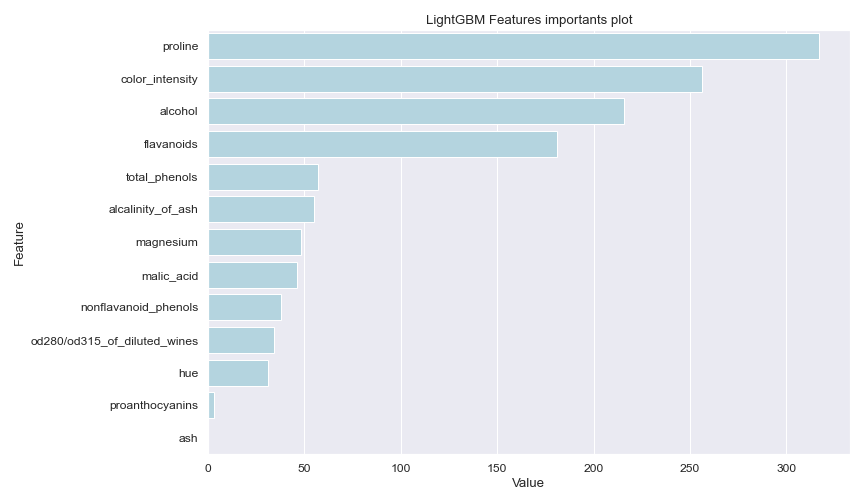 LightGBM Features importants plot
proline
color_intensity
alcohol
flavanoids
total_phenols
alcalinity_of_ash
magnesium
malic_acid
nonflavanoid_phenols
od280/od315_of_diluted_wines
hue
proanthocyanins
ash
Feature
0 50 100 150 200 250 300
Value